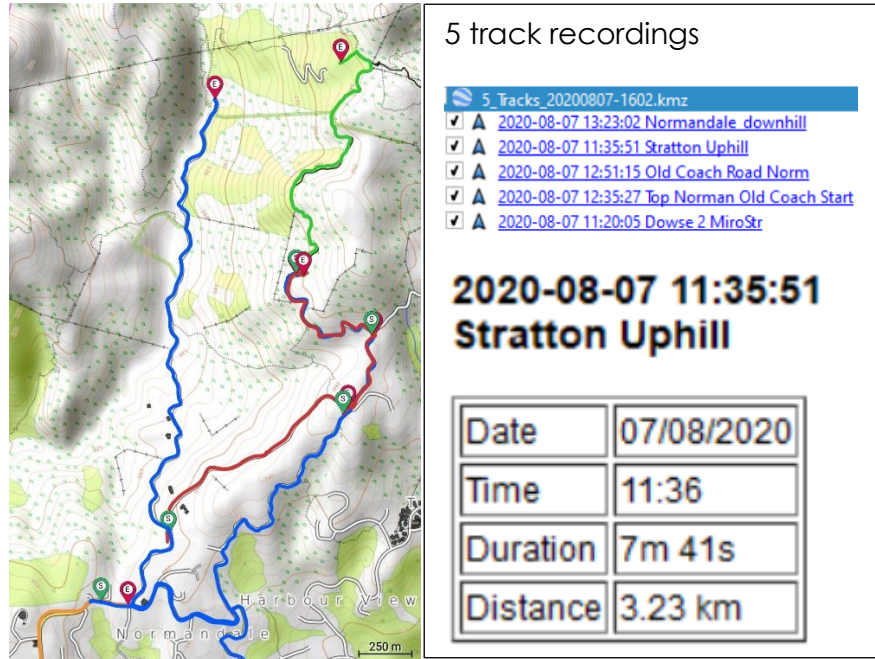 5 track recordings
5_Tracks_20200807-1602.kmz
2020-08-07 13:23:02 Normandale_downhill
2020-08-07 11:35:51 Stratton Uphill
2020-08-07 12:51:15 Old Coach Road Norm
2020-08-07 12:35:27 Top Norman Old Coach Start
2020-08-07 11:20:05 Dowse 2 MiroStr
2020-08-07 11:35:51
Stratton Uphill
Date 07/08/2020
Time 11:36
Duration 7m 41s
Distance 3.23 km
E
E
S
E
S
S
S
S
E
Harbour View
Normandale
250 m